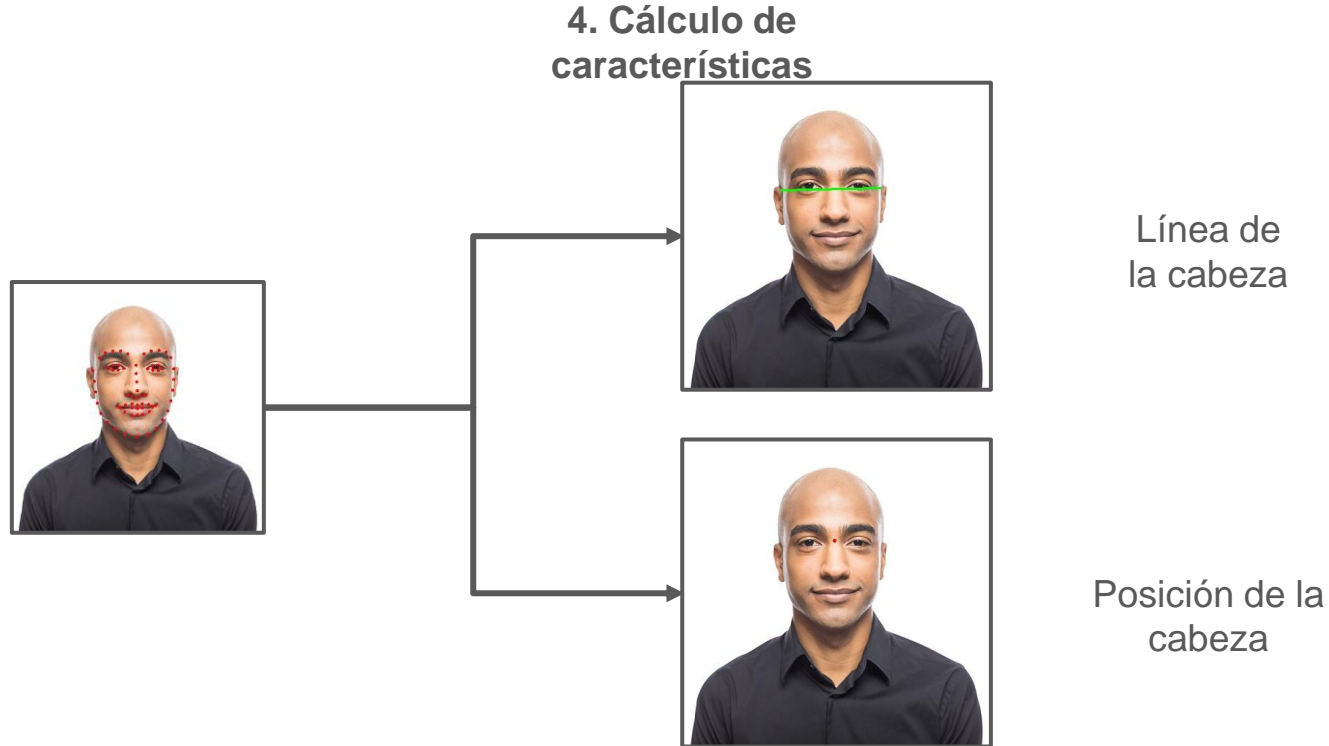 4. Cálculo de
características
Línea de
la cabeza
Posición de la
cabeza